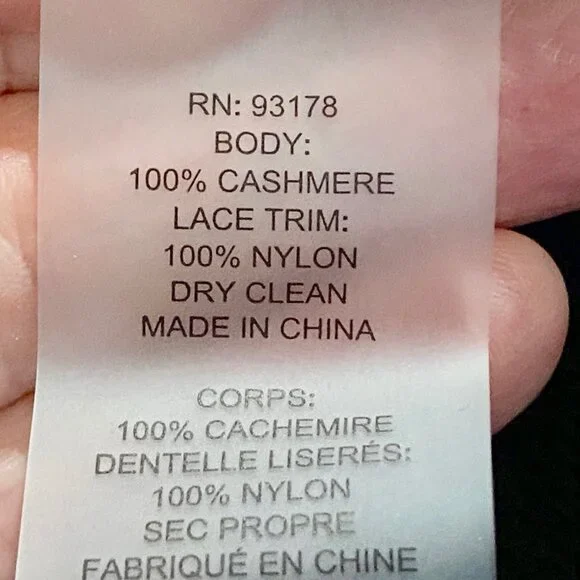 RN: 93178
BODY:
100% CASHMERE
LACE TRIM:
100% NYLON
DRY CLEAN
MADE IN CHINA
CORPS:
100% CACHEMIRE
DENTELLE LISERÉS:
100% NYLON
SEC PROPRE
FABRIQUÉ EN CHINE